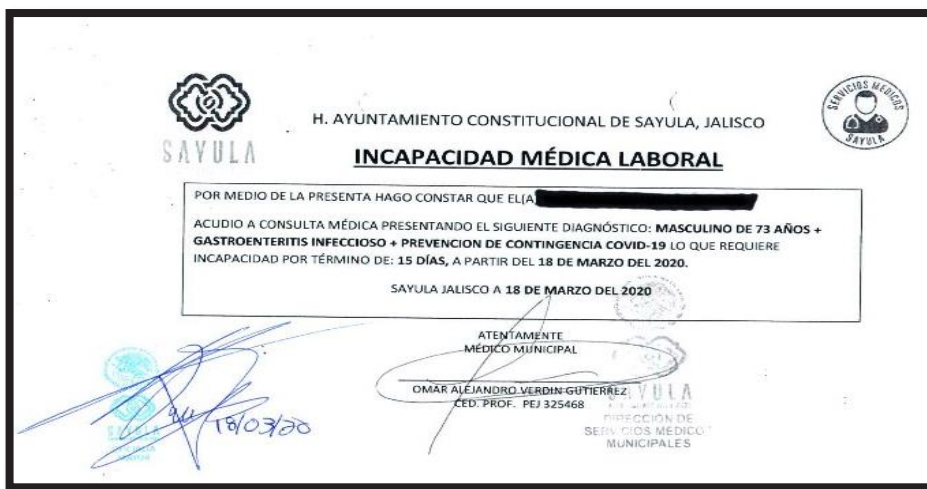 H. AYUNTAMIENTO CONSTITUCIONAL DE SAYULA, JALISCO
SERVICIOS MEDICOS
SAYULA
SAYULA
INCAPACIDAD MÉDICA LABORAL
POR MEDIO DE LA PRESENTA HAGO CONSTAR QUE EL(A
ACUDIO A CONSULTA MÉDICA PRESENTANDO EL SIGUIENTE DIAGNÓSTICO: MASCULINO DE 73 AÑOS +
GASTROENTERITIS INFECCIOSO + PREVENCION DE CONTINGENCIA COVID-19 LO QUE REQUIERE
INCAPACIDAD POR TÉRMINO DE: 15 DÍAS, A PARTIR DEL 18 DE MARZO DEL 2020.
SAYULA JALISCO A 18 DE MARZO DEL 2020
ATENTAMENTE
MÉDICO MUNICIPAL
OMAR ALEJANDRO VERDIN GUTIERREZ
CED. PROF. PEJ 325468
SAYULA
DIRECCIÓN DE
SERVICIOS MEDICO
MUNICIPALES
18/03/20
SAYULA